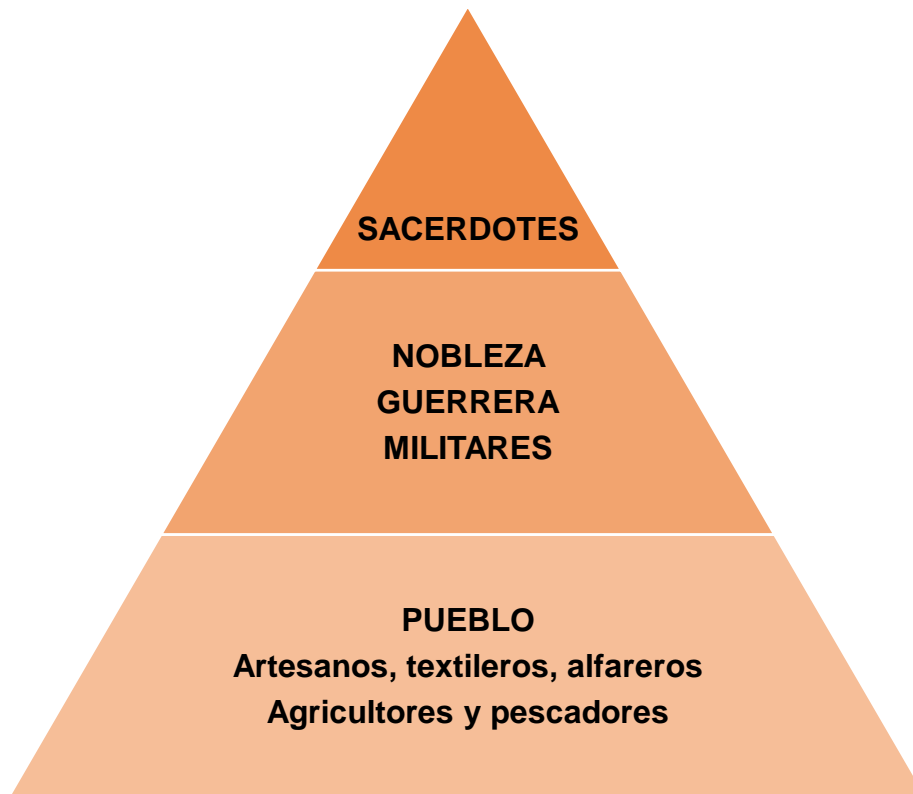 SACERDOTES
NOBLEZA
GUERRERA
MILITARES
PUEBLO
Artesanos, textileros, alfareros
Agricultores y pescadores